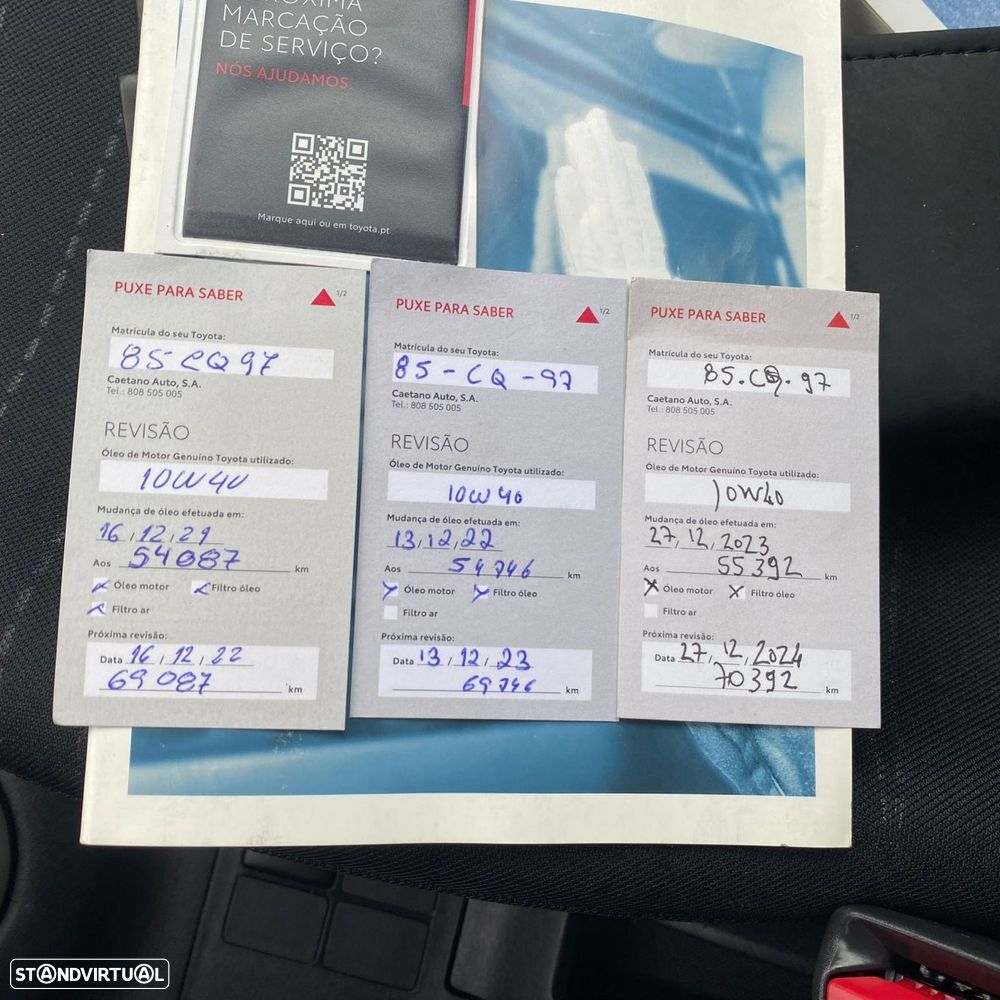 PRÓXIMA
MARCAÇÃO
DE SERVIÇO?
NÓS AJUDAMOS.
Marque aqui ou em toyota.pt
PUXE PARA SABER 1/2
Matrícula do seu Toyota:
85 CQ 97
Caetano Auto, S.A.
Tel.: 808 505 005
REVISÃO
Óleo de Motor Genuíno Toyota utilizado:
10W40
Mudança de óleo efetuada em:
16, 12, 21
Aos 54087 km
Óleo motor Filtro óleo
Filtro ar
Próxima revisão:
Data 16, 12, 22
69087 km
PUXE PARA SABER 1/2
Matrícula do seu Toyota:
85-CQ-97
Caetano Auto, S.A.
Tel.: 808 505 005
REVISÃO
Óleo de Motor Genuíno Toyota utilizado:
10W40
Mudança de óleo efetuada em:
13, 12, 22
Aos 54746 km
Óleo motor Filtro óleo
Filtro ar
Próxima revisão:
Data 13, 12, 23
69746 km
PUXE PARA SABER 1/2
Matrícula do seu Toyota:
85.CQ.97
Caetano Auto, S.A.
Tel.: 808 505 005
REVISÃO
Óleo de Motor Genuíno Toyota utilizado:
10W40
Mudança de óleo efetuada em:
27, 12, 2023
Aos 55392 km
Óleo motor Filtro óleo
Filtro ar
Próxima revisão:
Data 27, 12, 2024
70392 km
STANDVIRTUAL